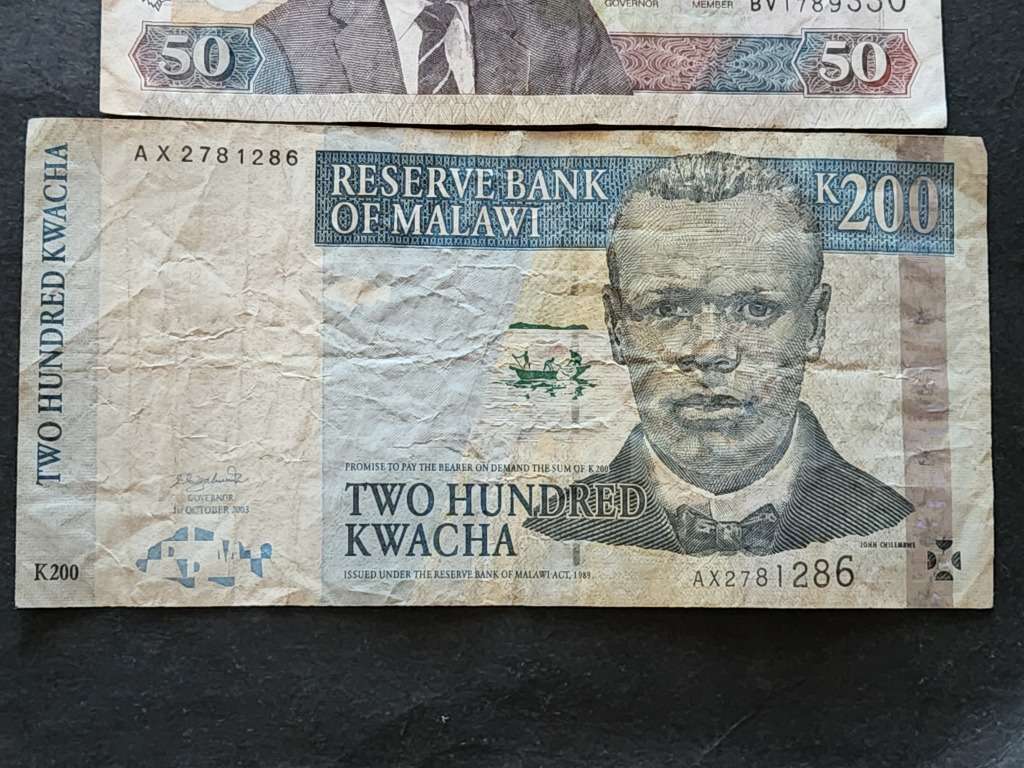 GOVERNOR MEMBER BV1789330
50 50
TWO HUNDRED KWACHA
AX2781286
RESERVE BANK
OF MALAWI
K200
PROMISE TO PAY THE BEARER ON DEMAND THE SUM OF K200
TWO HUNDRED
KWACHA
ISSUED UNDER THE RESERVE BANK OF MALAWI ACT, 1989
GOVERNOR
1st OCTOBER 2003
RBM
K200
JOHN CHILEMBWE
AX2781286